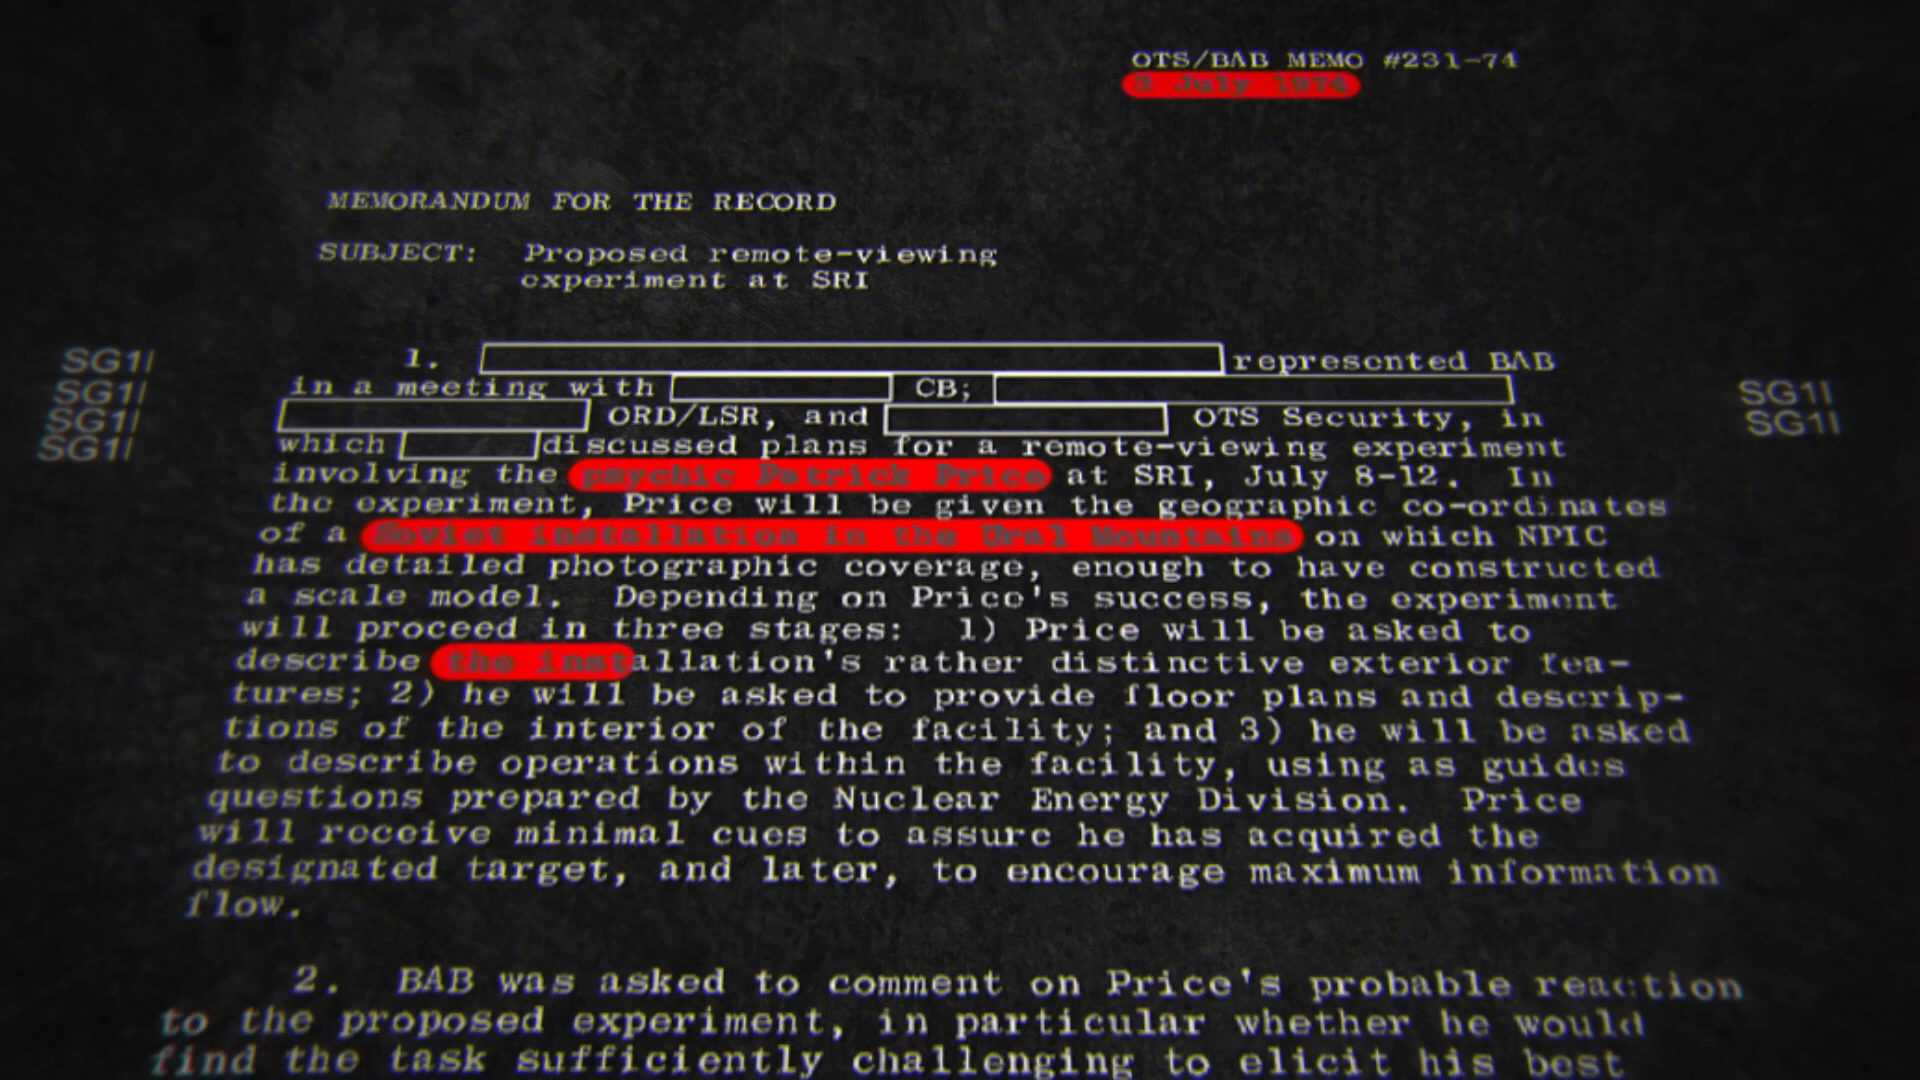 OTS/BAB MEMO #231-74
3 July 1974
MEMORANDUM FOR THE RECORD
SUBJECT: Proposed remote-viewing
experiment at SRI
SG1I 1. represented BAB
SG1I in a meeting with CB; SG1I
SG1I ORD/LSR, and OTS Security, in SG1I
SG1I which discussed plans for a remote-viewing experiment
involving the psychic Patrick Price at SRI, July 8-12. In
the experiment, Price will be given the geographic co-ordinates
of a Soviet installation in the Ural Mountains on which NPIC
has detailed photographic coverage, enough to have constructed
a scale model. Depending on Price's success, the experiment
will proceed in three stages: 1) Price will be asked to
describe the installation's rather distinctive exterior fea-
tures; 2) he will be asked to provide floor plans and descrip-
tions of the interior of the facility; and 3) he will be asked
to describe operations within the facility, using as guides
questions prepared by the Nuclear Energy Division. Price
will receive minimal cues to assure he has acquired the
designated target, and later, to encourage maximum information
flow.
2. BAB was asked to comment on Price's probable reaction
to the proposed experiment, in particular whether he would
find the task sufficiently challenging to elicit his best